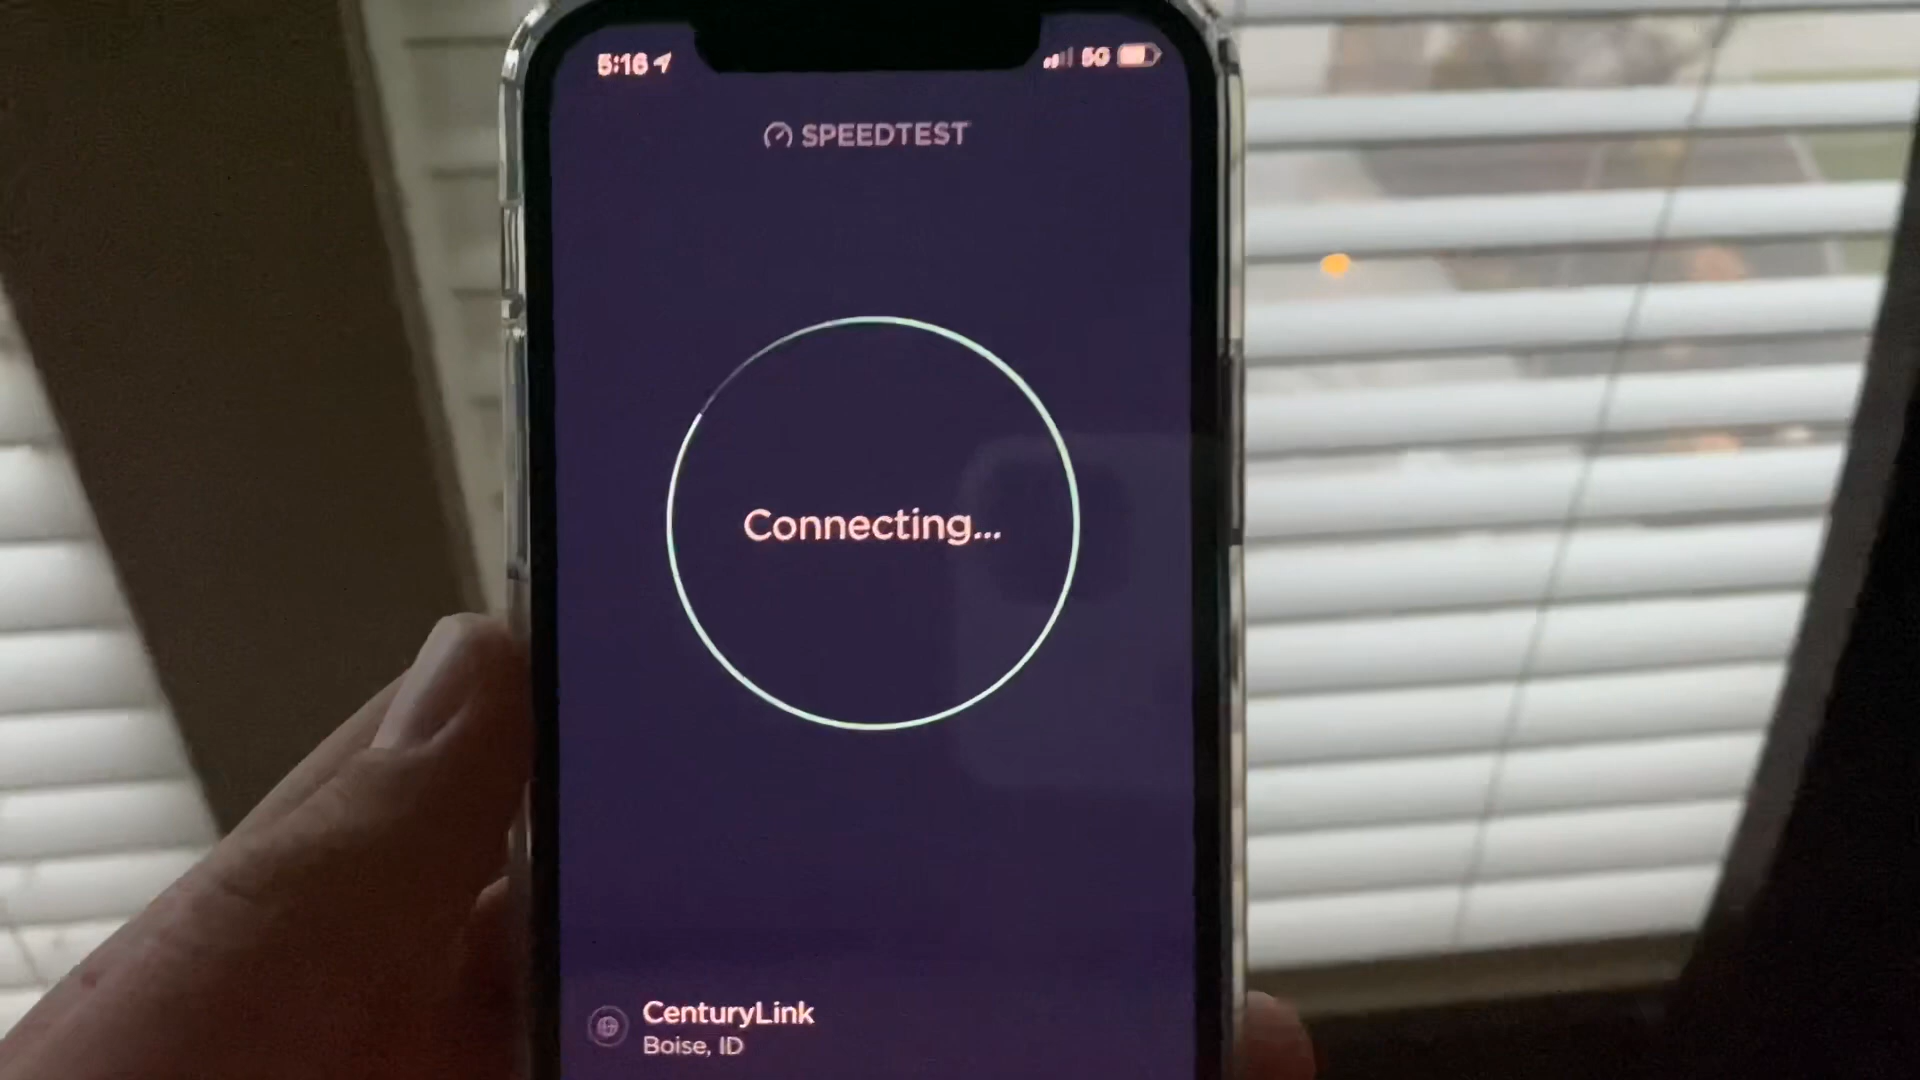 5:16 5G
SPEEDTEST
Connecting...
CenturyLink
Boise, ID